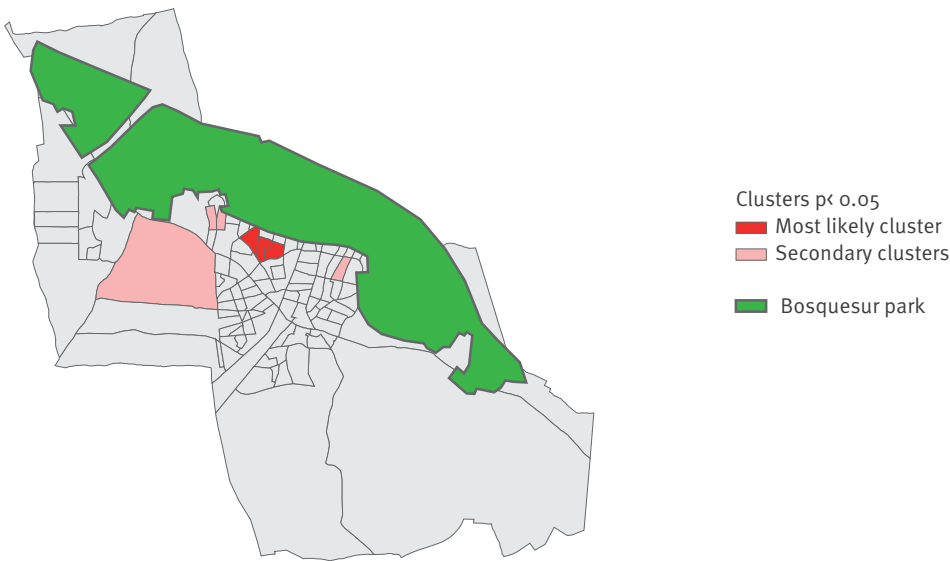 Clusters p< 0.05
Most likely cluster
Secondary clusters
Bosquesur park